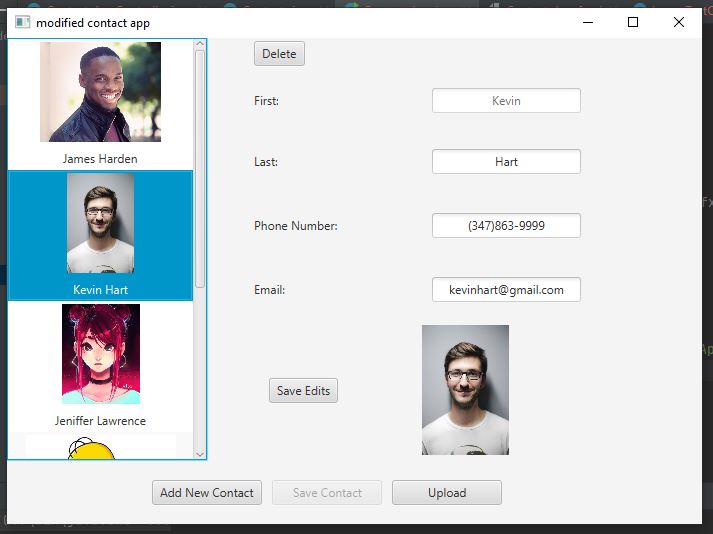 modified contact app
James Harden
Kevin Hart
Jeniffer Lawrence
Delete
First:
Kevin
Last:
Hart
Phone Number:
(347)863-9999
Email:
kevinhart@gmail.com
Save Edits
Add New Contact
Save Contact
Upload